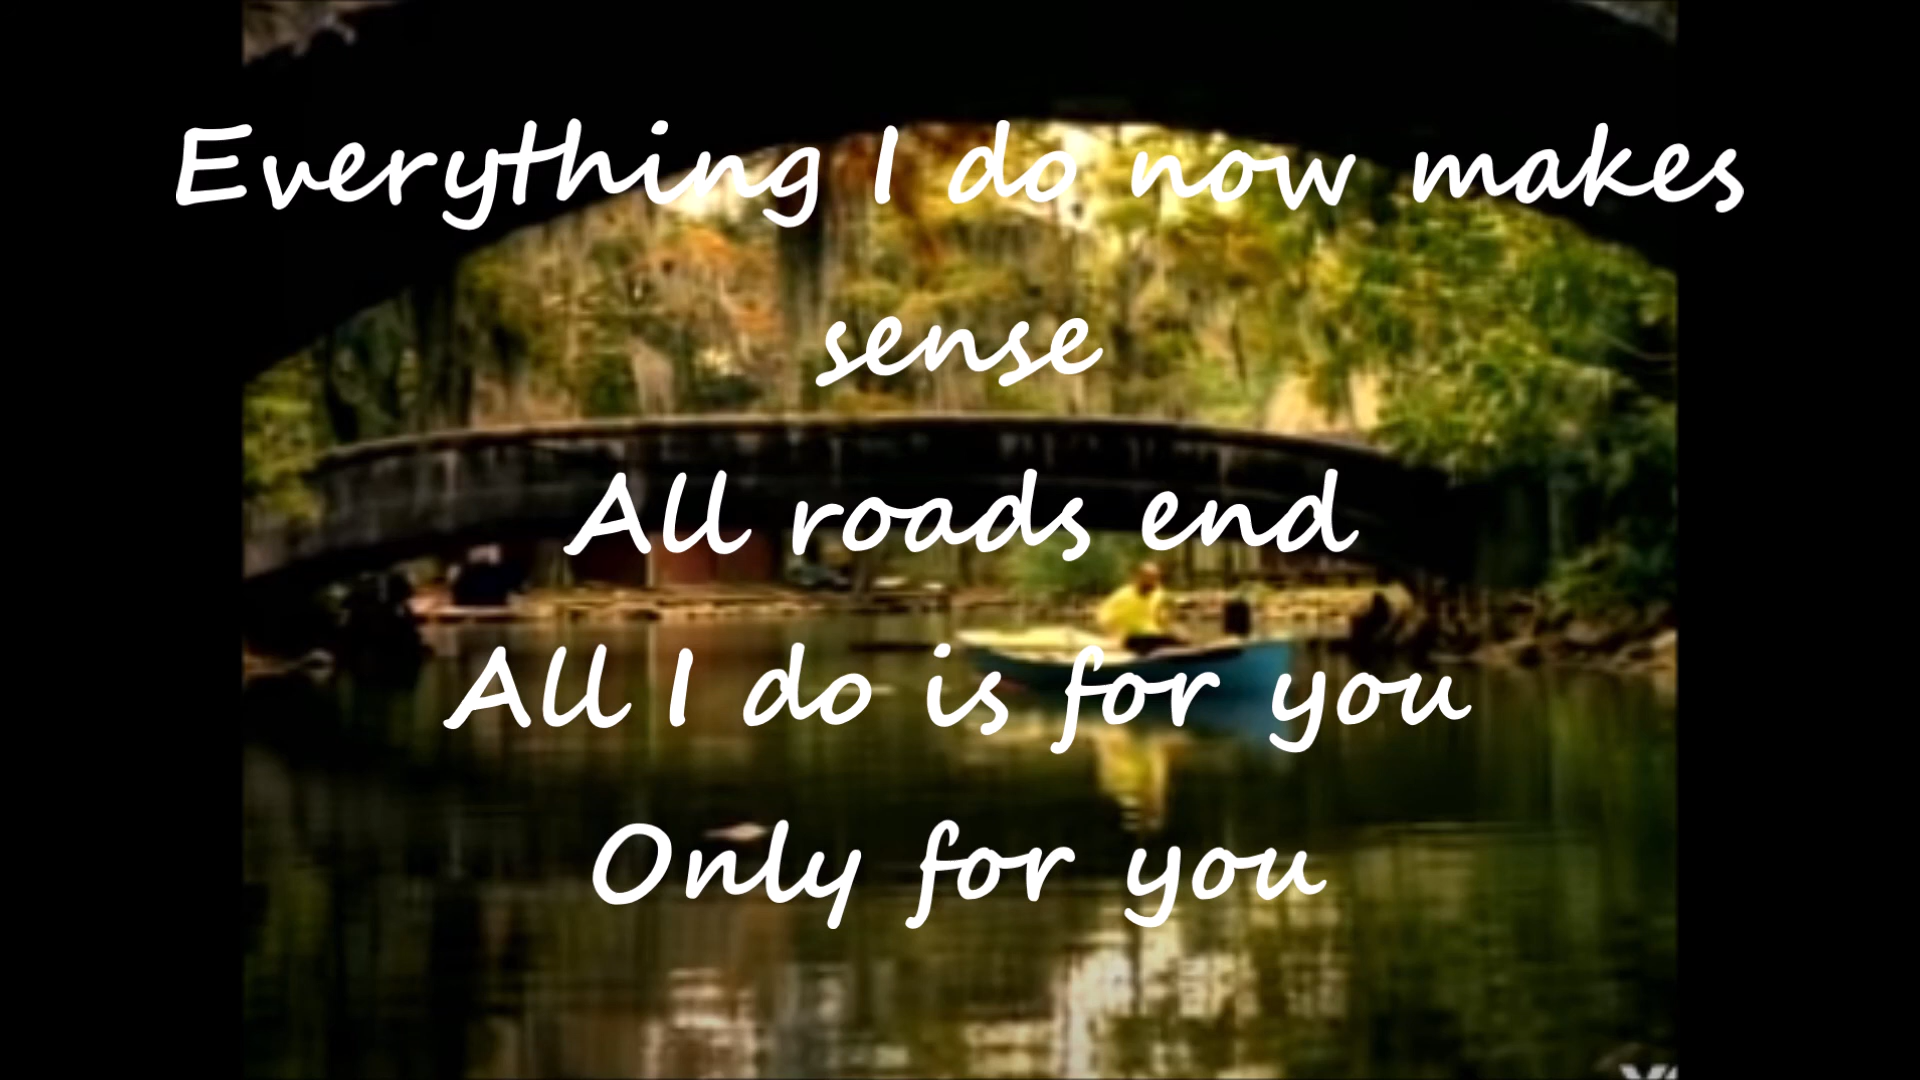 Everything I do now makes
sense
All roads end
All I do is for you
Only for you